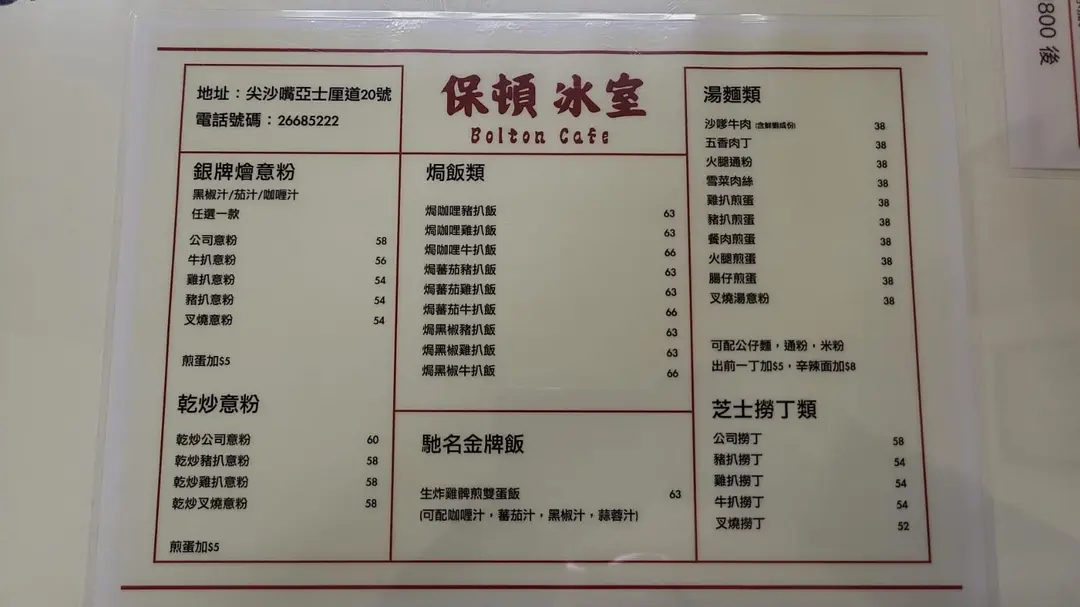 800 後
地址：尖沙嘴亞士厘道20號
電話號碼：26685222
保頓冰室
Bolton Cafe
銀牌燴意粉
黑椒汁/茄汁/咖喱汁
任選一款
公司意粉 58
牛扒意粉 56
雞扒意粉 54
豬扒意粉 54
叉燒意粉 54
煎蛋加$5
乾炒意粉
乾炒公司意粉 60
乾炒豬扒意粉 58
乾炒雞扒意粉 58
乾炒叉燒意粉 58
煎蛋加$5
焗飯類
焗咖哩豬扒飯 63
焗咖哩雞扒飯 63
焗咖哩牛扒飯 66
焗蕃茄豬扒飯 63
焗蕃茄雞扒飯 63
焗蕃茄牛扒飯 66
焗黑椒豬扒飯 63
焗黑椒雞扒飯 63
焗黑椒牛扒飯 66
馳名金牌飯
生炸雞髀煎雙蛋飯 63
(可配咖喱汁，蕃茄汁，黑椒汁，蒜蓉汁)
湯麵類
沙嗲牛肉 (含鮮蝦成份) 38
五香肉丁 38
火腿通粉 38
雪菜肉絲 38
雞扒煎蛋 38
豬扒煎蛋 38
餐肉煎蛋 38
火腿煎蛋 38
腸仔煎蛋 38
叉燒湯意粉 38
可配公仔麵，通粉，米粉
出前一丁加$5，辛辣面加$8
芝士撈丁類
公司撈丁 58
豬扒撈丁 54
雞扒撈丁 54
牛扒撈丁 54
叉燒撈丁 52